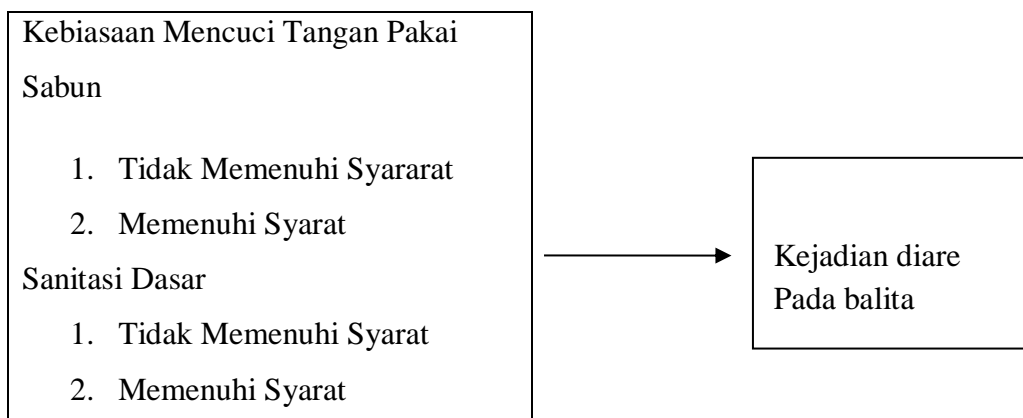 Kebiasaan Mencuci Tangan Pakai
Sabun
1. Tidak Memenuhi Syararat
2. Memenuhi Syarat
Sanitasi Dasar
1. Tidak Memenuhi Syarat
2. Memenuhi Syarat
Kejadian diare
Pada balita